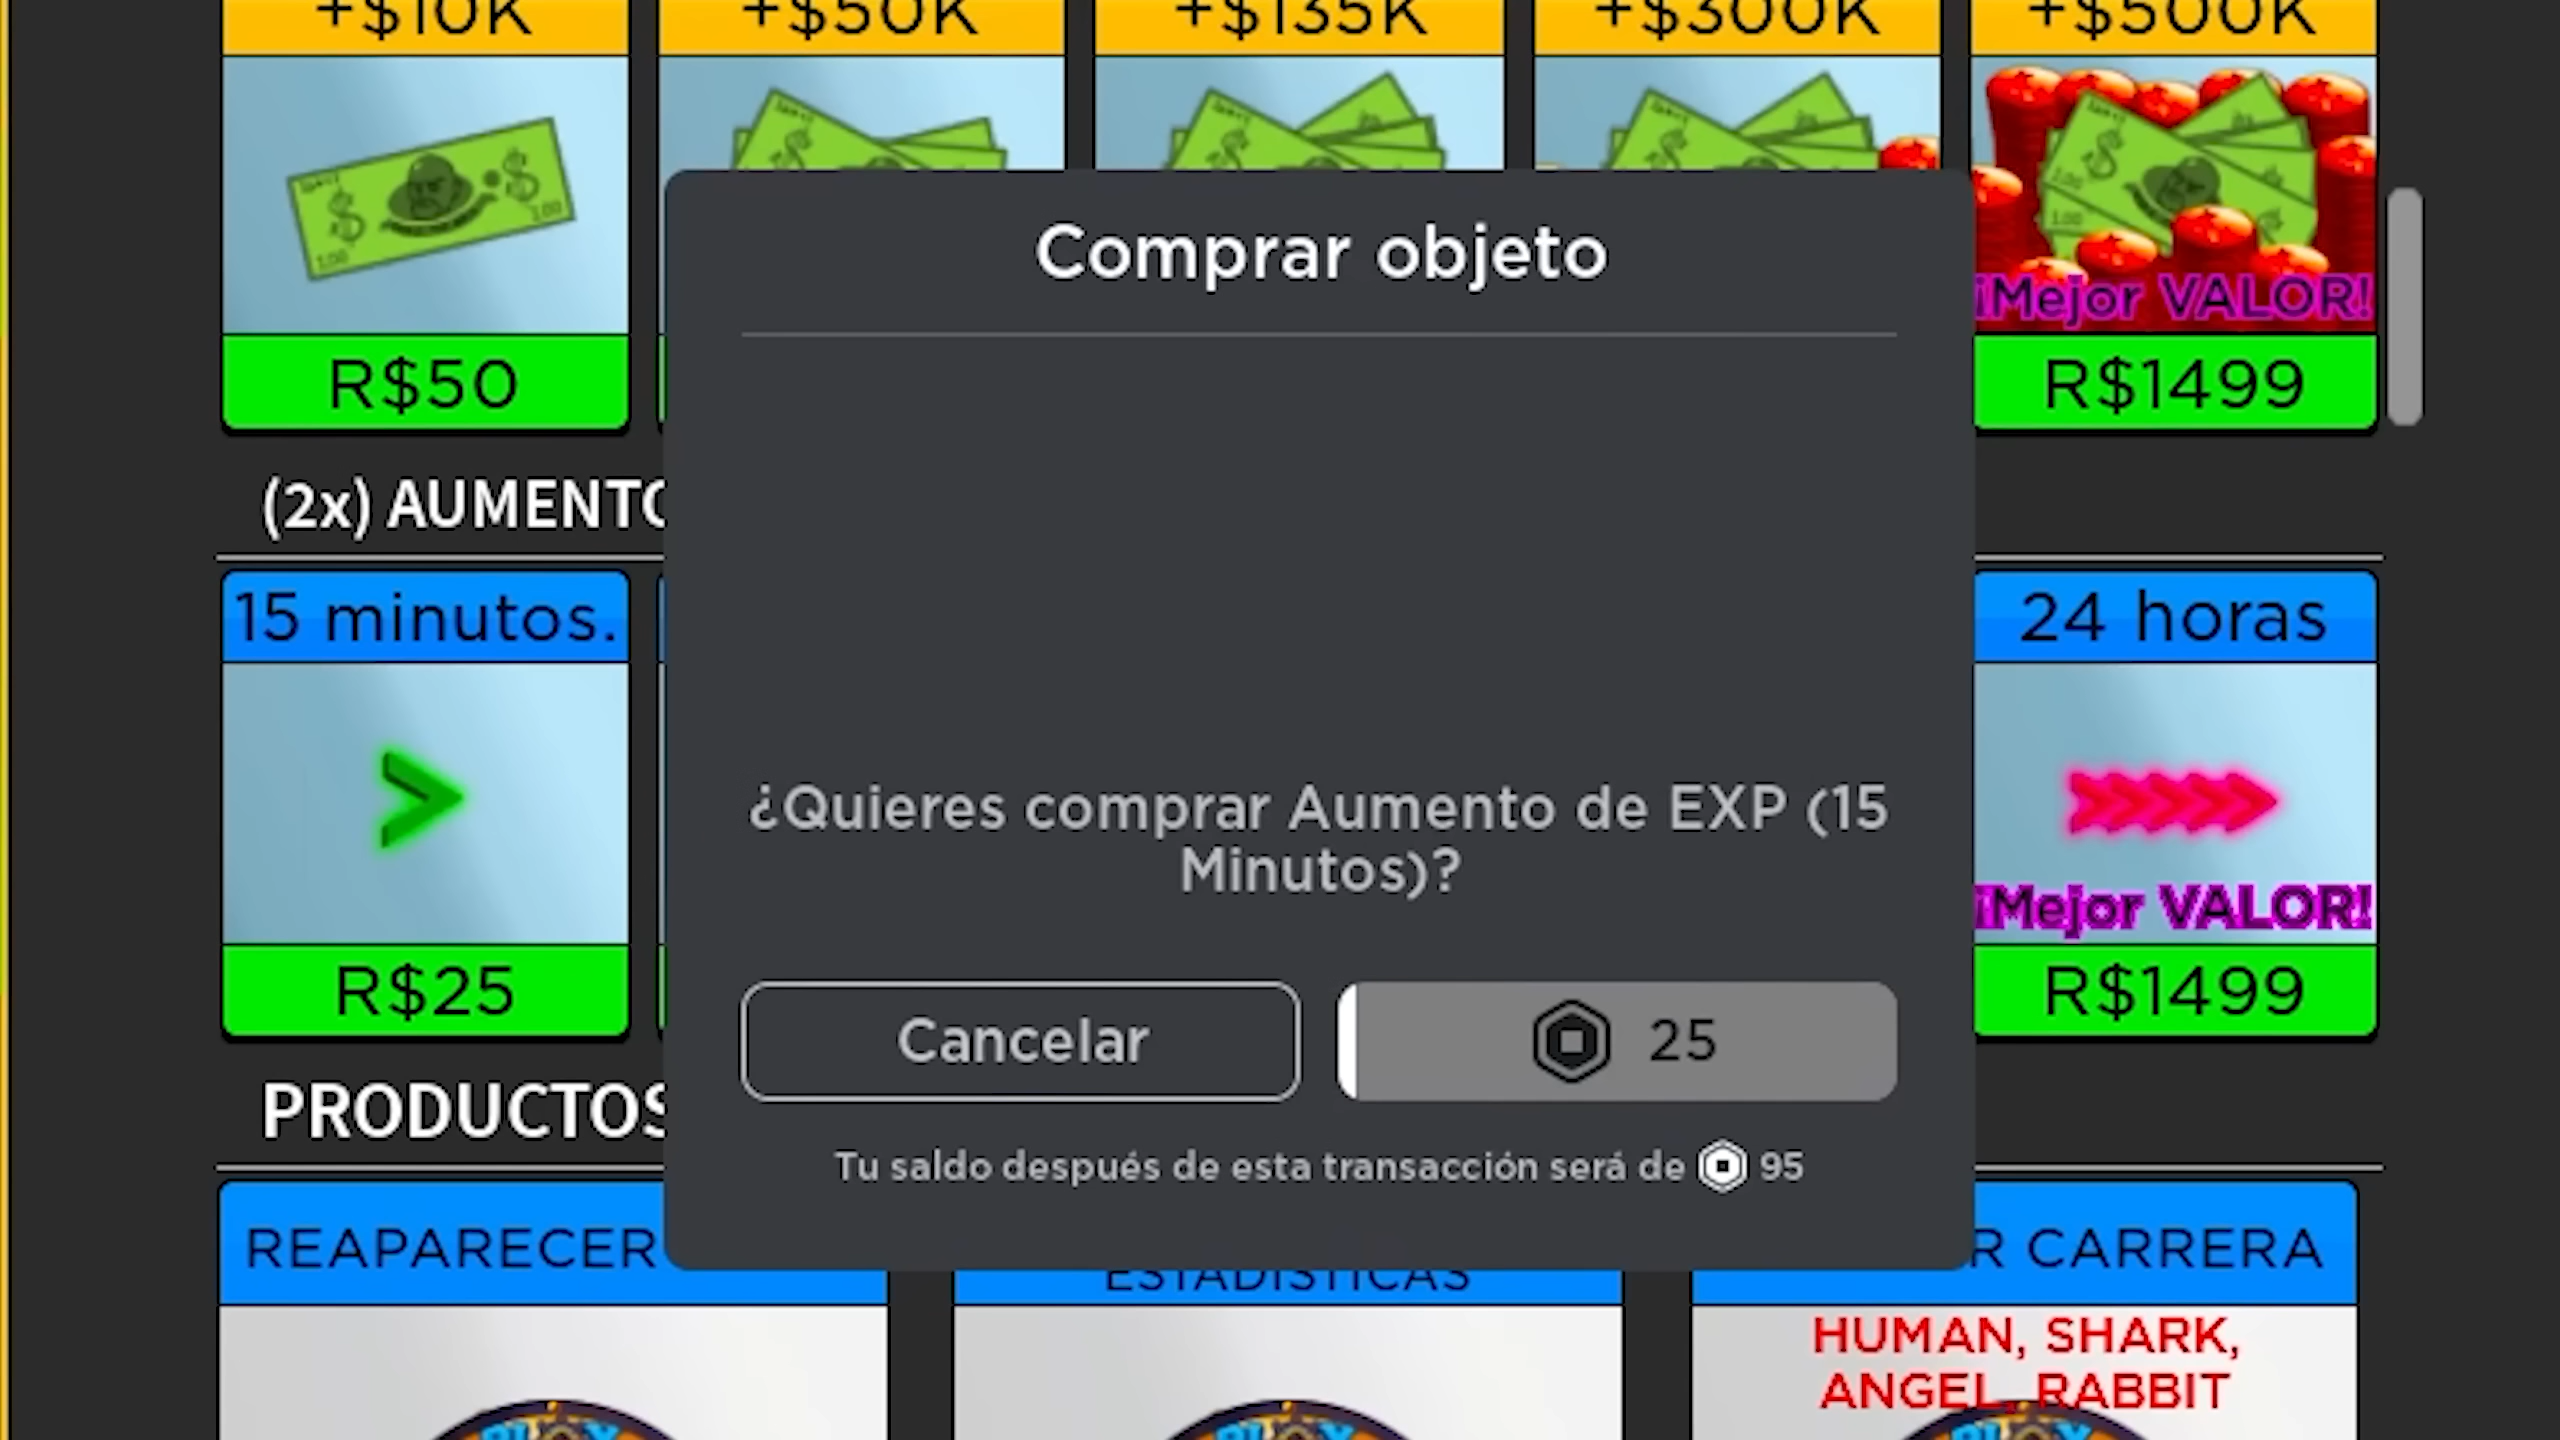 +$10K
+$50K
+$135K
+$300K
+$500K
¡Mejor VALOR!
R$50
R$1499
Comprar objeto
(2x) AUMENTO
15 minutos.
24 horas
¿Quieres comprar Aumento de EXP (15
Minutos)?
¡Mejor VALOR!
R$25
R$1499
Cancelar
25
Tu saldo después de esta transacción será de 95
PRODUCTOS
REAPARECER
ESTADÍSTICAS
R CARRERA
HUMAN, SHARK,
ANGEL, RABBIT